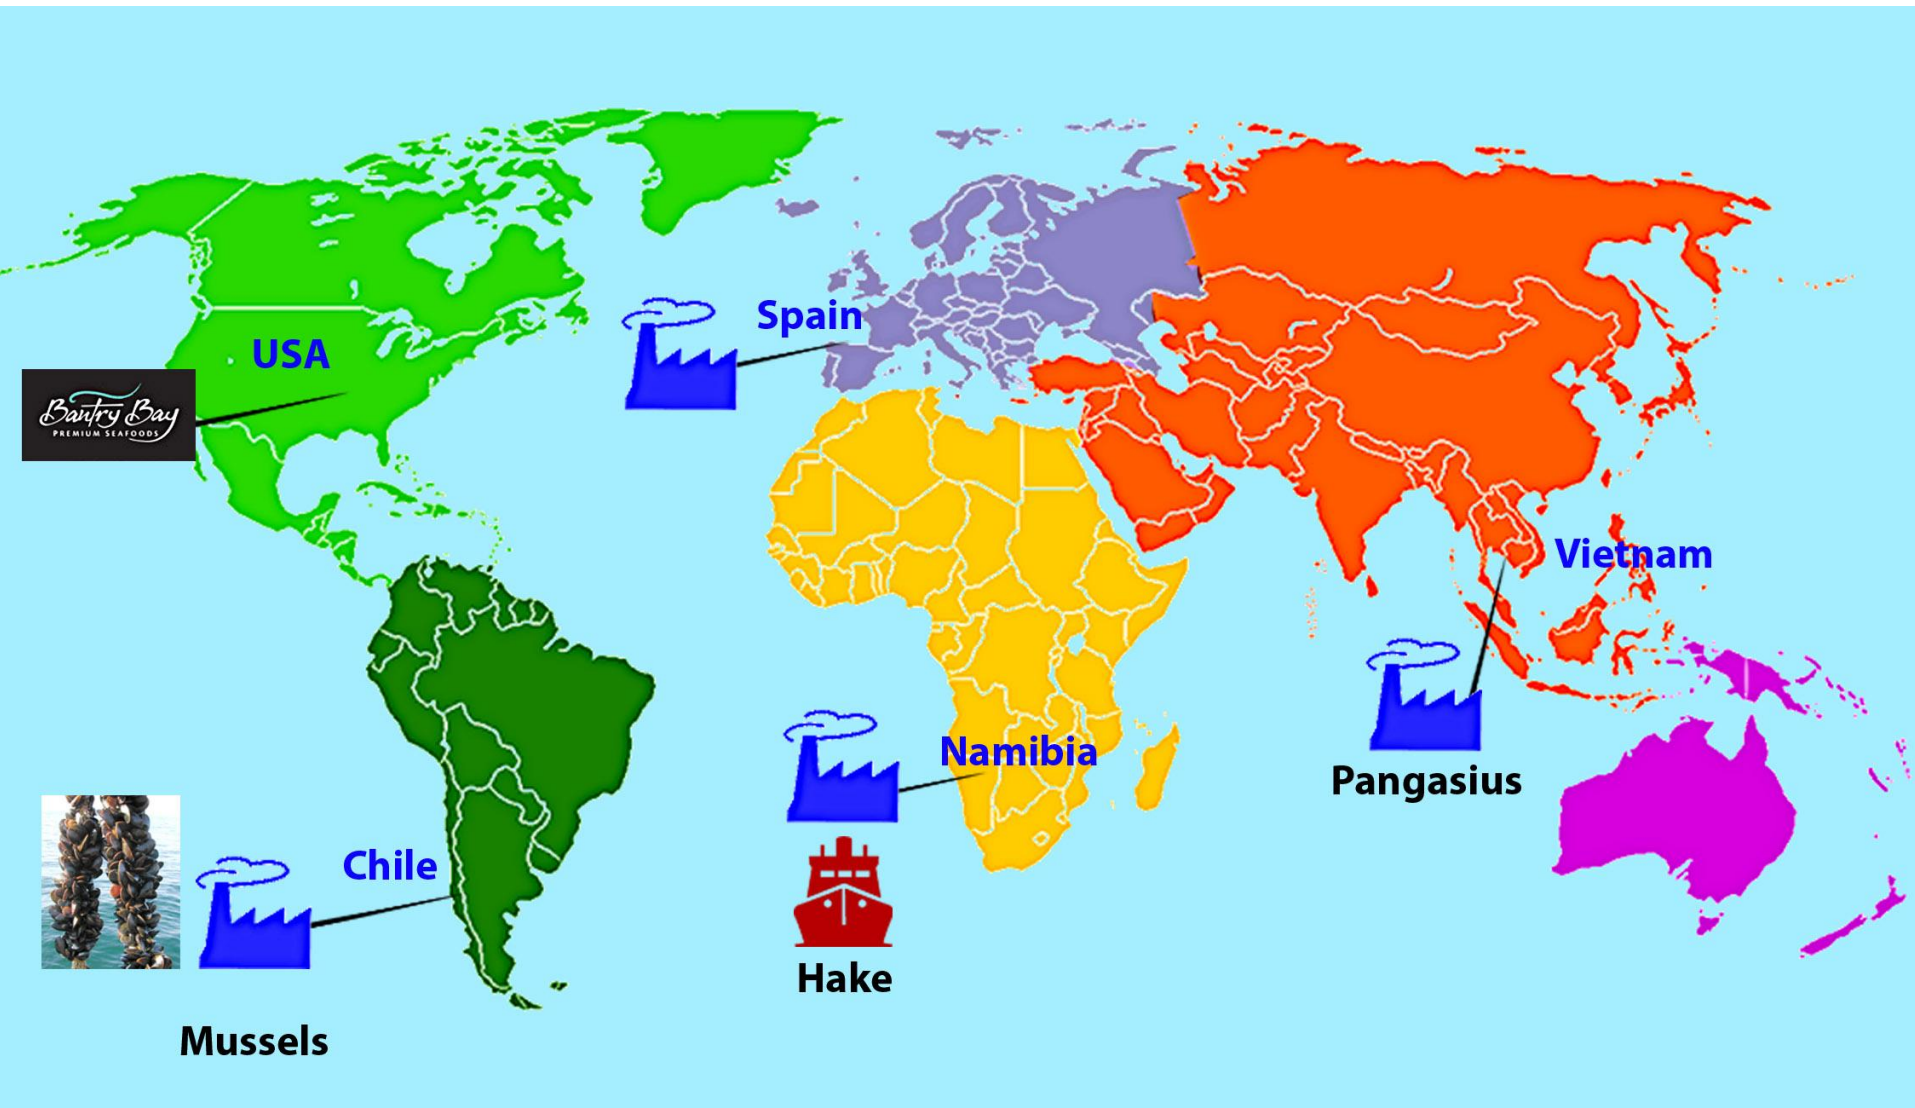 Spain
USA
Bantry Bay
PREMIUM SEAFOODS
Vietnam
Namibia
Pangasius
Chile
Hake
Mussels